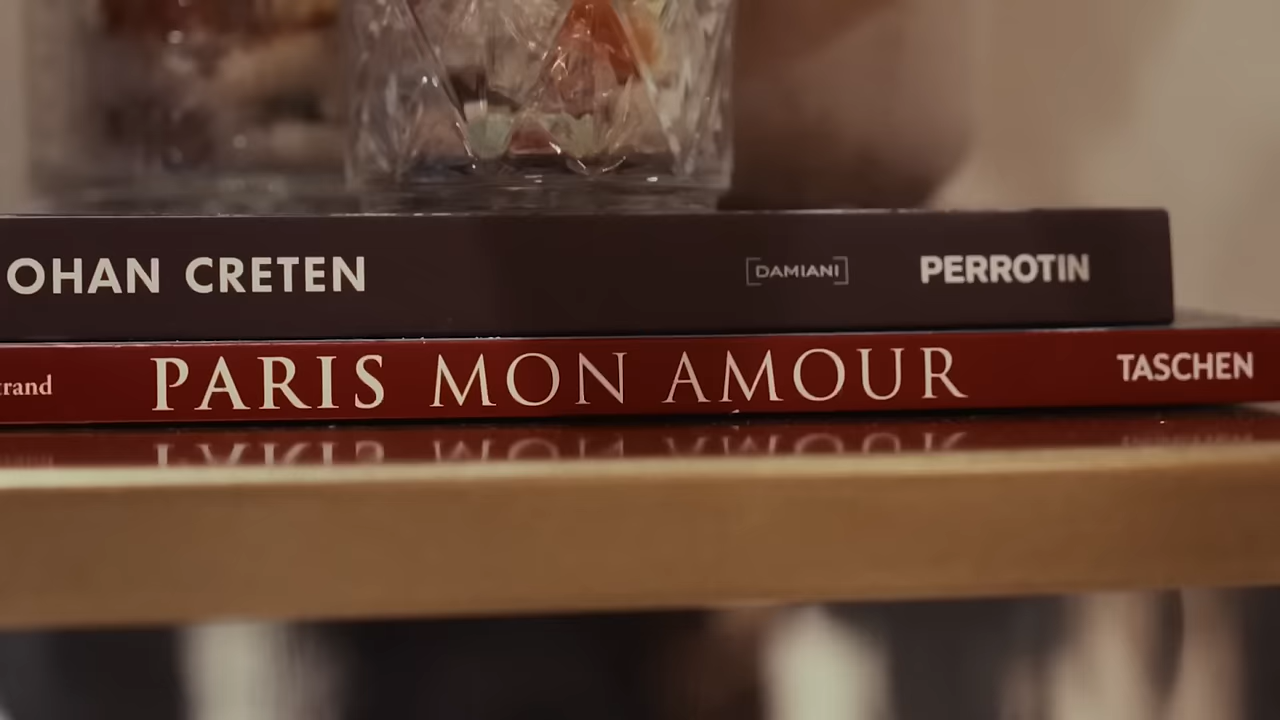 OHAN CRETEN [DAMIANI] PERROTIN
trand PARIS MON AMOUR TASCHEN